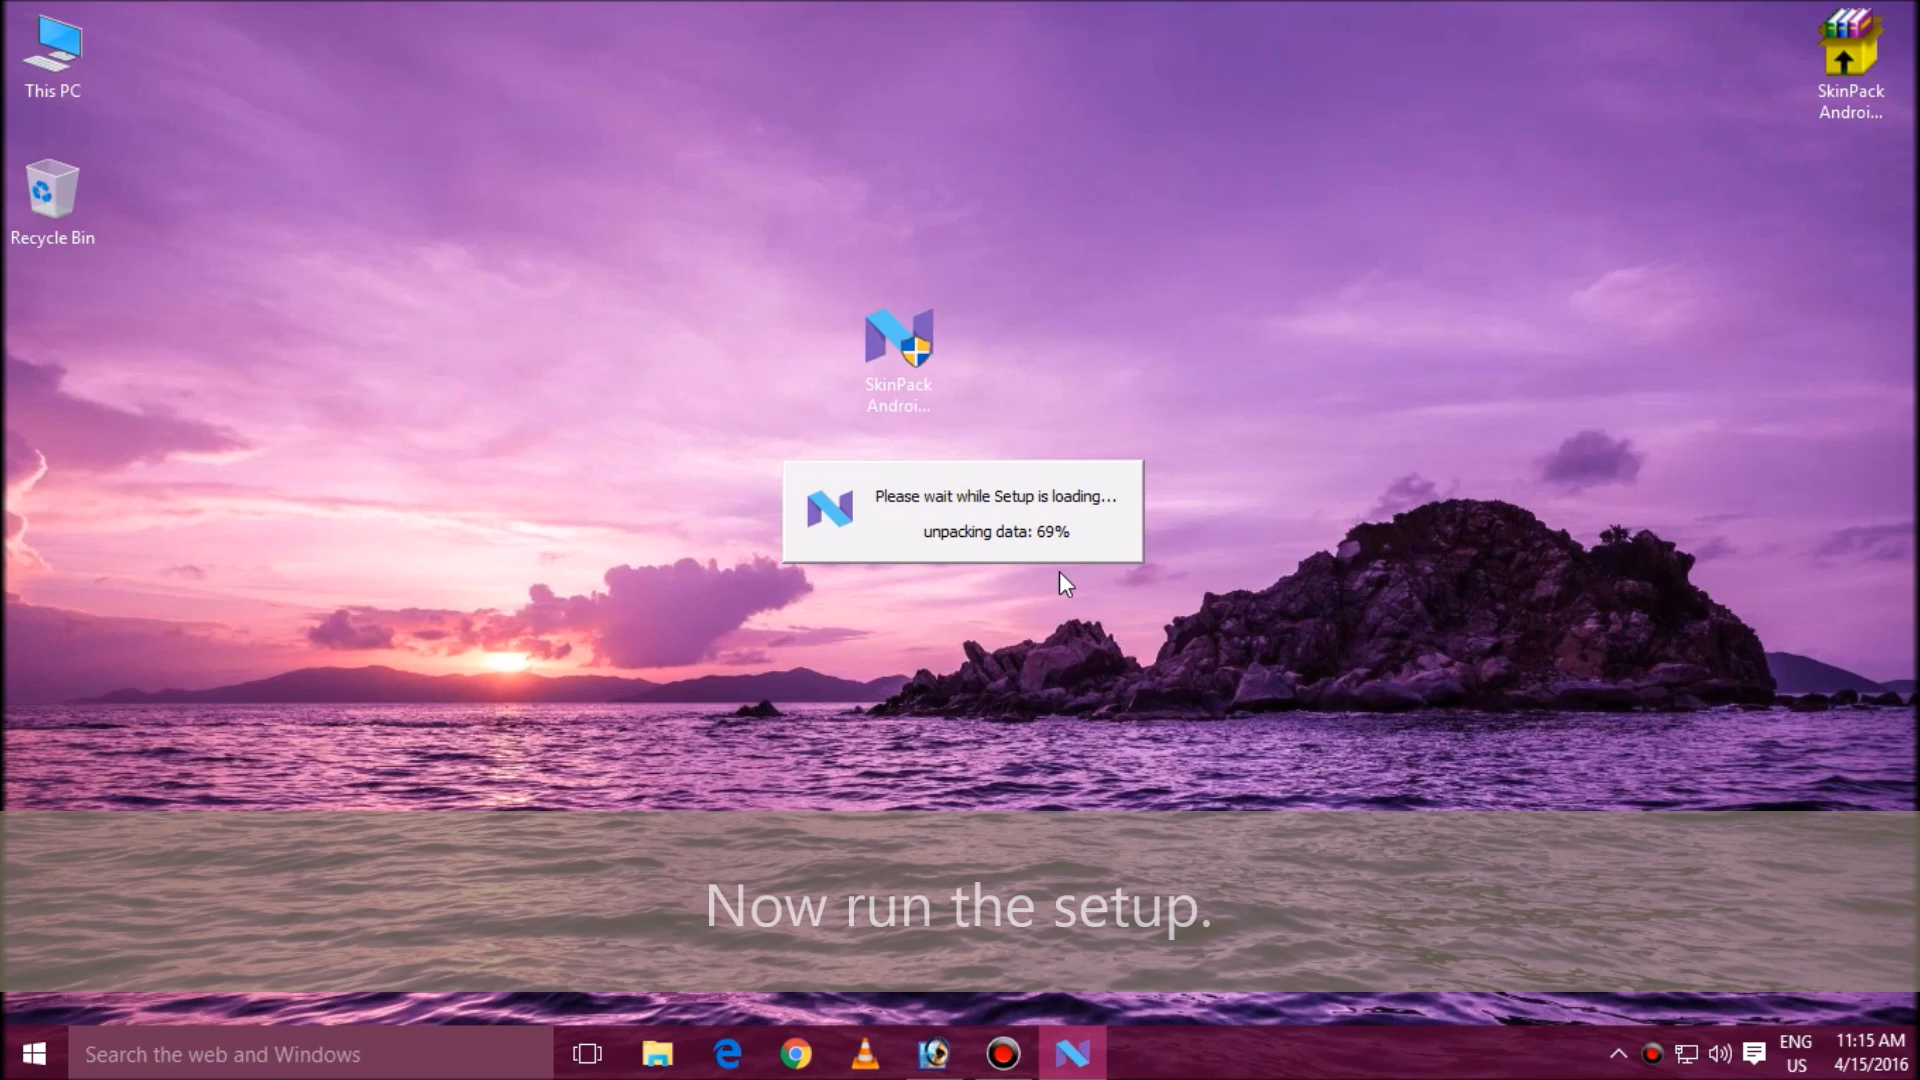 This PC
Recycle Bin
SkinPack
Androi...
SkinPack
Androi...
Please wait while Setup is loading...
unpacking data: 69%
Now run the setup.
Search the web and Windows
ENG
US
11:15 AM
4/15/2016